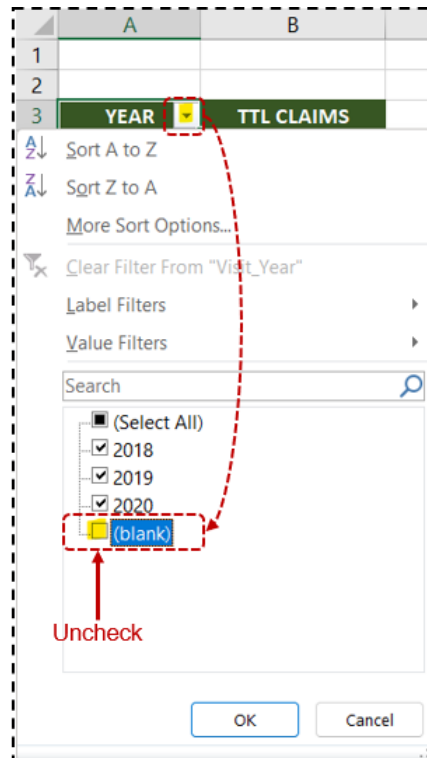 A B
1
2
3 YEAR TTL CLAIMS
A
Z Sort A to Z
Z
A Sort Z to A
More Sort Options...
Clear Filter From "Visit_Year"
Label Filters
Value Filters
Search
(Select All)
2018
2019
2020
(blank)
Uncheck
OK Cancel